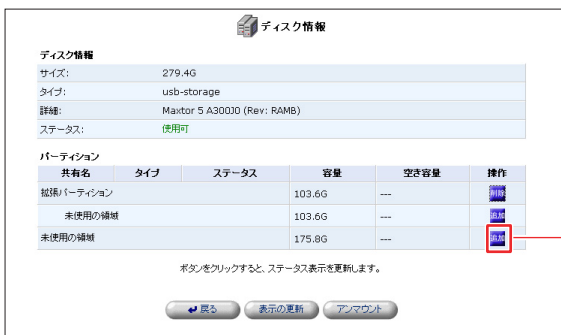 ディスク情報
ディスク情報
サイズ: 279.4G
タイプ: usb-storage
詳細: Maxtor 5 A300J0 (Rev: RAMB)
ステータス: 使用可
パーティション
共有名 タイプ ステータス 容量 空き容量 操作
拡張パーティション 103.6G --- 削除
未使用の領域 103.6G --- 追加
未使用の領域 175.8G --- 追加
ボタンをクリックすると、ステータス表示を更新します。
戻る 表示の更新 アンマウント